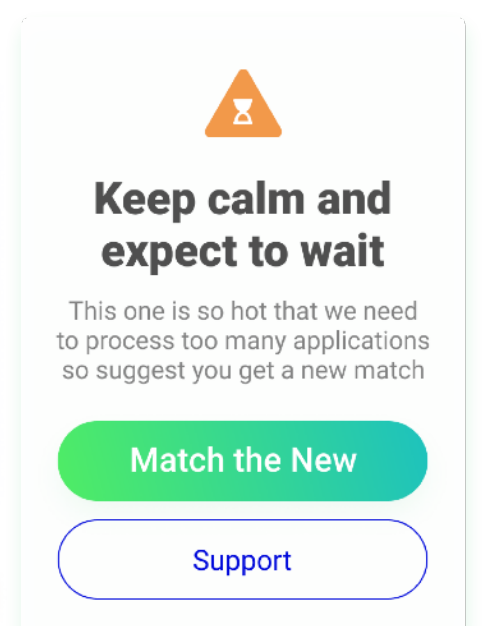 Keep calm and
expect to wait
This one is so hot that we need
to process too many applications
so suggest you get a new match
Match the New
Support